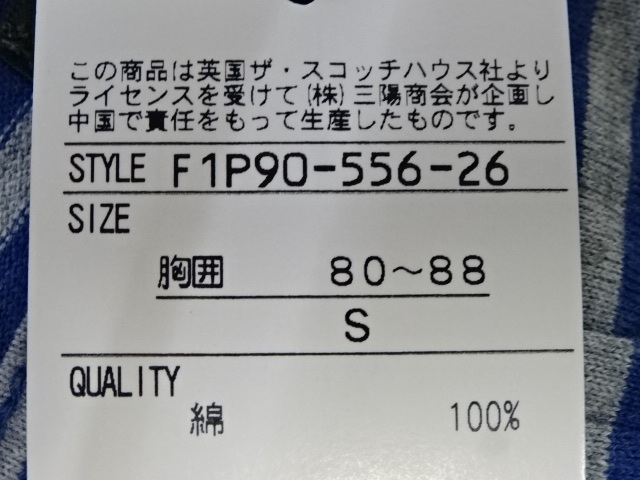 この商品は英国ザ・スコッチハウス社より
ライセンスを受けて(株)三陽商会が企画し
中国で責任をもって生産したものです。
STYLE F1P90-556-26
SIZE
胸囲 80～88
S
QUALITY
綿 100%